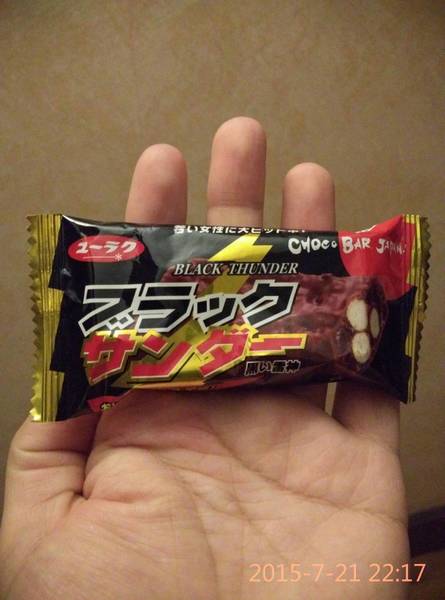 若い女性に大ヒット中!
CHOCO BAR JAPAN!
ユーラク
BLACK THUNDER
ブラック
サンダー
黒い雷神
2015-7-21 22:17